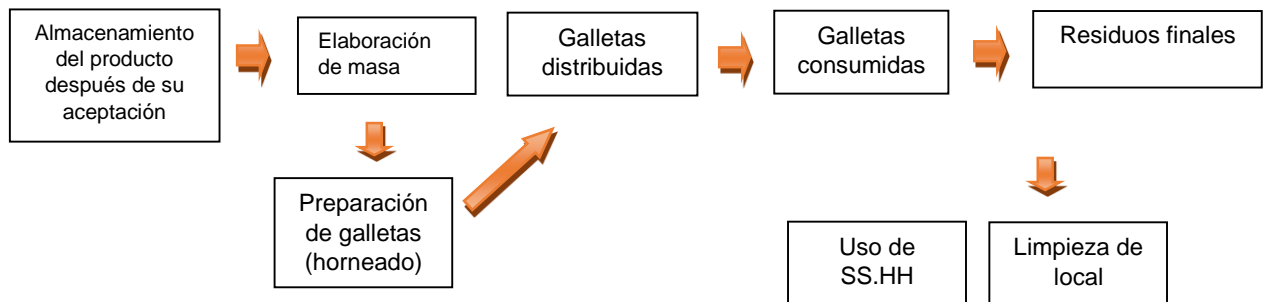 Almacenamiento
del producto
después de su
aceptación
Elaboración
de masa
Preparación
de galletas
(horneado)
Galletas
distribuidas
Galletas
consumidas
Residuos finales
Uso de
SS.HH
Limpieza de
local